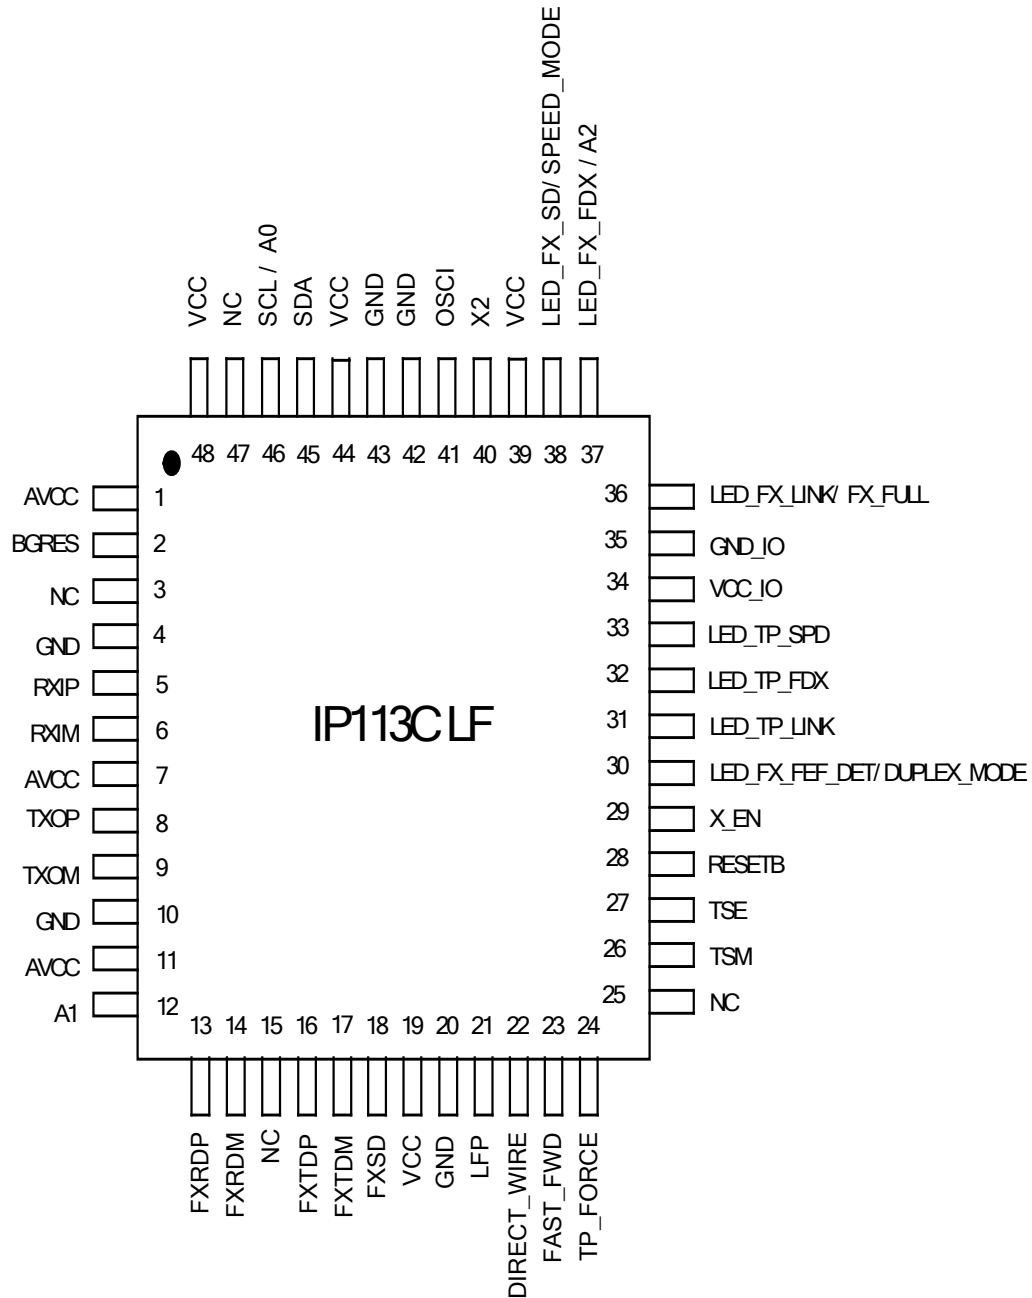 LED_FX_SD/ SPEED_MODE
LED_FX_FDX / A2
VCC
NC
SCL / A0
SDA
VCC
GND
GND
OSCI
X2
VCC
48 47 46 45 44 43 42 41 40 39 38 37
AVCC 1
BGRES 2
NC 3
GND 4
RXIP 5
RXIM 6
AVCC 7
TXOP 8
TXOM 9
GND 10
AVCC 11
A1 12
IP113C LF
36 LED_FX_LINK/ FX_FULL
35 GND_IO
34 VCC_IO
33 LED_TP_SPD
32 LED_TP_FDX
31 LED_TP_LINK
30 LED_FX_FEF_DET/ DUPLEX_MODE
29 X_EN
28 RESETB
27 TSE
26 TSM
25 NC
13 14 15 16 17 18 19 20 21 22 23 24
FXRDP
FXRDM
NC
FXTDP
FXTDM
FXSD
VCC
GND
LFP
DIRECT_WIRE
FAST_FWD
TP_FORCE